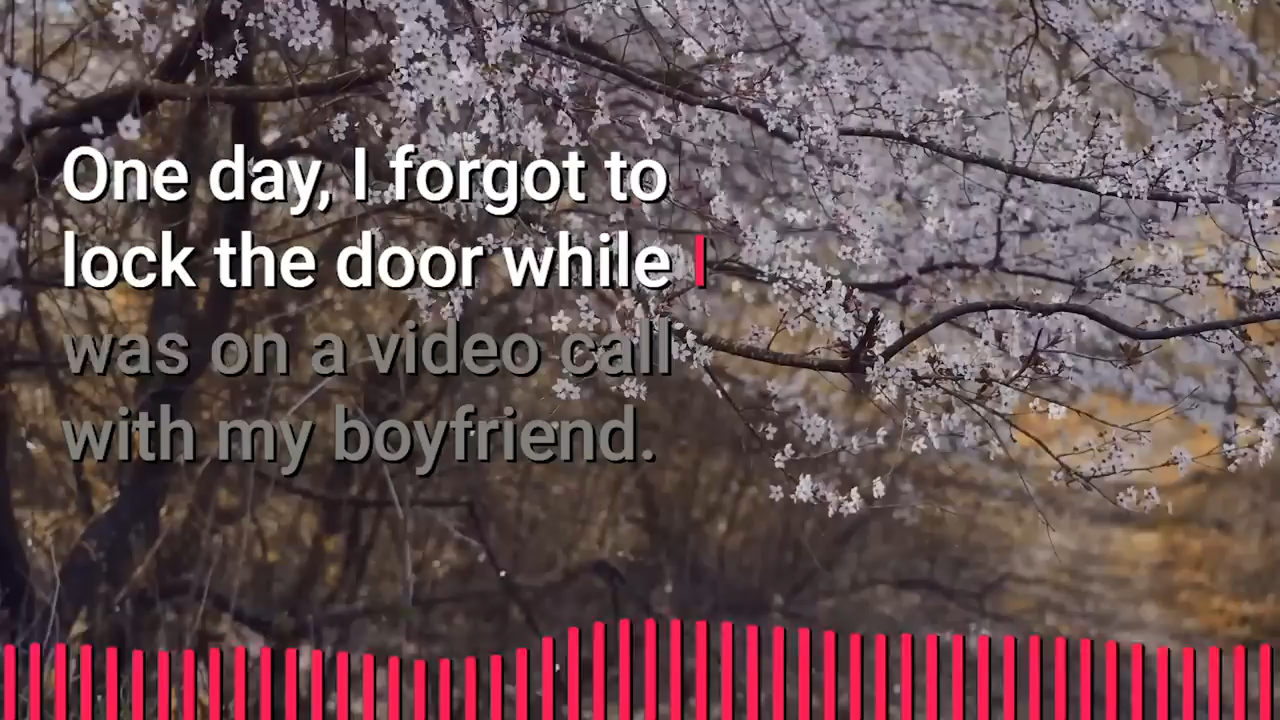 One day, I forgot to
lock the door while I
was on a video call
with my boyfriend.